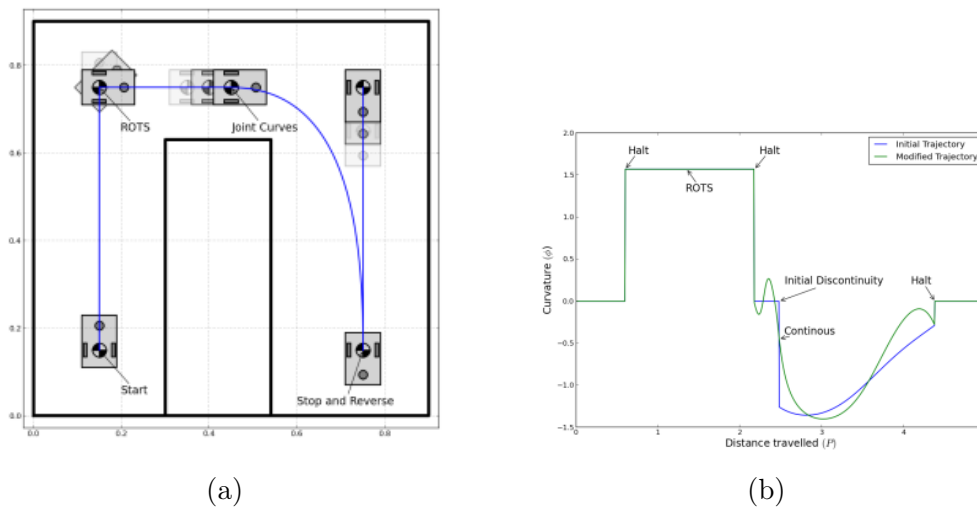 0.8
0.6
0.4
0.2
0.0
0.0
0.2
0.4
0.6
0.8
ROTS
Joint Curves
Start
Stop and Reverse
(a)
2.0
1.5
1.0
0.5
0.0
−0.5
−1.0
−1.5
Curvature (ϕ)
0
1
2
3
4
Distance travelled (P)
Halt
Halt
ROTS
Initial Discontinuity
Halt
Continous
Initial Trajectory
Modified Trajectory
(b)